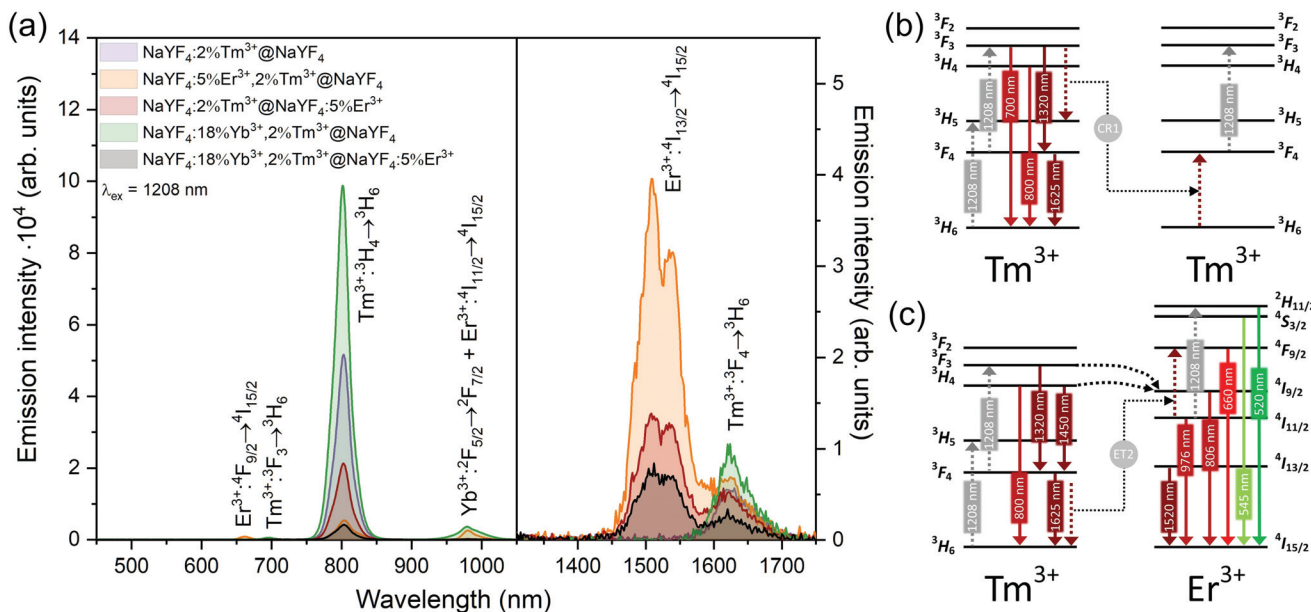 (a)
Emission intensity ·10⁴ (arb. units)
14
12
10
8
6
4
2
0
NaYF₄:2%Tm³⁺@NaYF₄
NaYF₄:5%Er³⁺,2%Tm³⁺@NaYF₄
NaYF₄:2%Tm³⁺@NaYF₄:5%Er³⁺
NaYF₄:18%Yb³⁺,2%Tm³⁺@NaYF₄
NaYF₄:18%Yb³⁺,2%Tm³⁺@NaYF₄:5%Er³⁺
λex = 1208 nm
Er³⁺:⁴F9/2→⁴I15/2
Tm³⁺:³F₃→³H₆
Tm³⁺:³H₄→³H₆
Yb³⁺:²F5/2→²F7/2 + Er³⁺:⁴I11/2→⁴I15/2
Er³⁺:⁴I13/2→⁴I15/2
Tm³⁺:³F₄→³H₆
5
4
3
2
1
0
Emission intensity (arb. units)
500 600 700 800 900 1000 1400 1500 1600 1700
Wavelength (nm)
(b)
³F₂
³F₃
³H₄
³H₅
³F₄
³H₆
1208 nm
1208 nm
700 nm
800 nm
1320 nm
1625 nm
CR1
1208 nm
³F₂
³F₃
³H₄
³H₅
³F₄
³H₆
Tm³⁺ Tm³⁺
(c)
³F₂
³F₃
³H₄
³H₅
³F₄
³H₆
1208 nm
1208 nm
800 nm
1320 nm
1450 nm
1625 nm
ET2
1520 nm
976 nm
1208 nm
806 nm
660 nm
545 nm
520 nm
²H11/2
⁴S3/2
⁴F9/2
⁴I9/2
⁴I11/2
⁴I13/2
⁴I15/2
Tm³⁺ Er³⁺